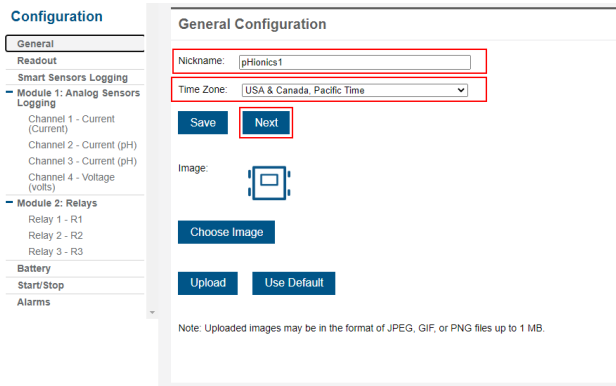 Configuration
General
Readout
Smart Sensors Logging
Module 1: Analog Sensors
Logging
Channel 1 - Current
(Current)
Channel 2 - Current (pH)
Channel 3 - Current (pH)
Channel 4 - Voltage
(volts)
Module 2: Relays
Relay 1 - R1
Relay 2 - R2
Relay 3 - R3
Battery
Start/Stop
Alarms
General Configuration
Nickname: pHionics1
Time Zone: USA & Canada, Pacific Time
Save Next
Image:
Choose Image
Upload Use Default
Note: Uploaded images may be in the format of JPEG, GIF, or PNG files up to 1 MB.